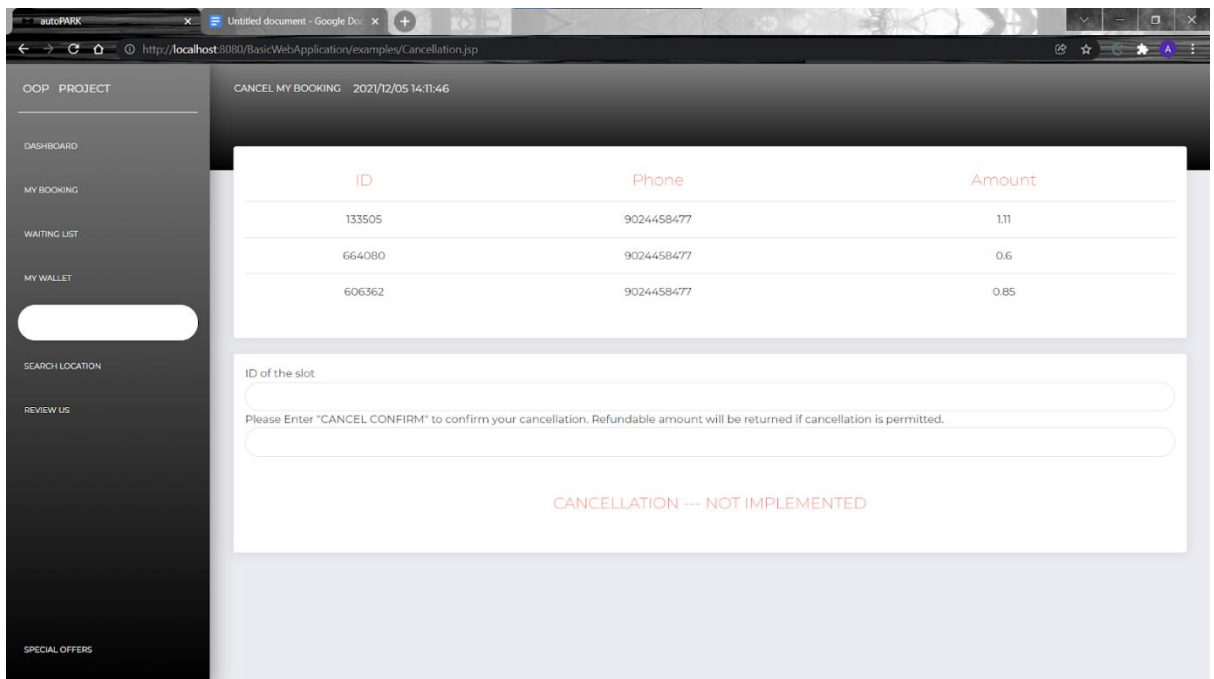 autoPARK
Untitled document - Google Doc
http://localhost:8080/BasicWebApplication/examples/Cancellation.jsp
A
OOP PROJECT
CANCEL MY BOOKING 2021/12/05 14:11:46
DASHBOARD
MY BOOKING
WAITING LIST
MY WALLET
SEARCH LOCATION
REVIEW US
SPECIAL OFFERS
ID Phone Amount
133505 9024458477 1.11
664080 9024458477 0.6
606362 9024458477 0.85
ID of the slot
Please Enter "CANCEL CONFIRM" to confirm your cancellation. Refundable amount will be returned if cancellation is permitted.
CANCELLATION --- NOT IMPLEMENTED